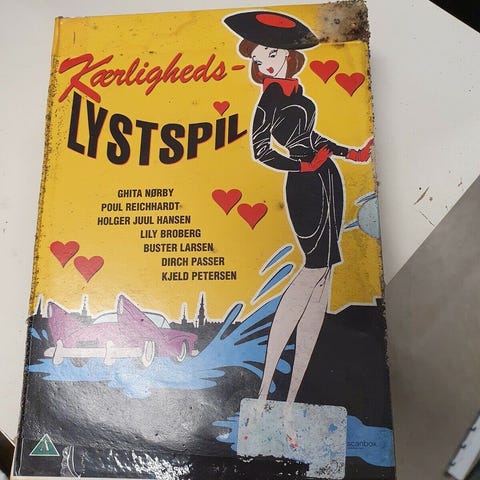 Kærligheds-
LYSTSPIL
GHITA NØRBY
POUL REICHHARDT
HOLGER JUUL HANSEN
LILY BROBERG
BUSTER LARSEN
DIRCH PASSER
KJELD PETERSEN
A
scanbox